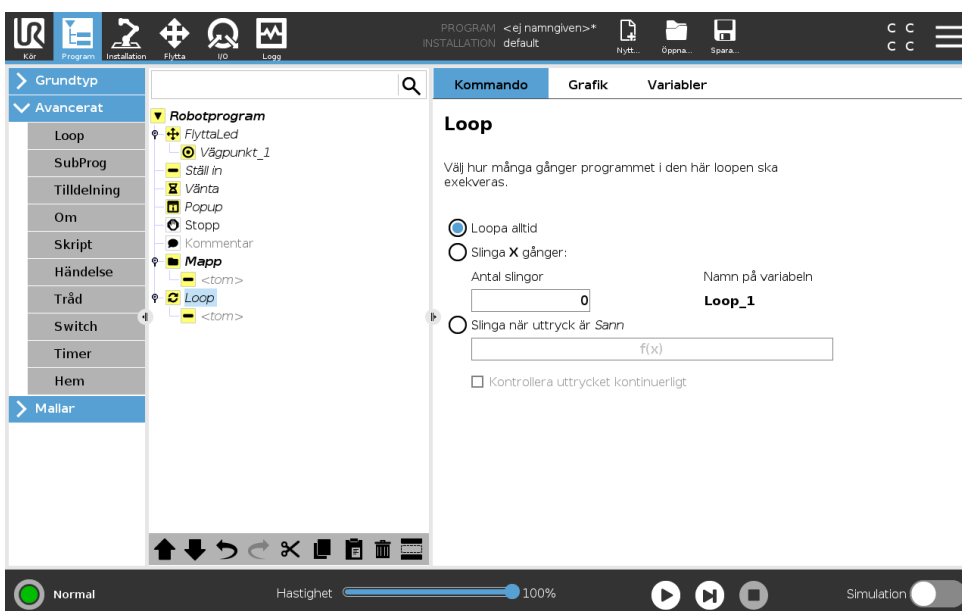 UR
PROGRAM <ej namngiven>*
INSTALLATION default
Kör Program Installation Flytta I/O Logg Nytt... Öppna... Spara...
C C
C C
Grundtyp
Avancerat
Loop
SubProg
Tilldelning
Om
Skript
Händelse
Tråd
Switch
Timer
Hem
Mallar
Robotprogram
FlyttaLed
Vägpunkt_1
Ställ in
Vänta
Popup
Stopp
Kommentar
Mapp
<tom>
Loop
<tom>
Kommando Grafik Variabler
Loop
Välj hur många gånger programmet i den här loopen ska
exekveras.
Loopa alltid
Slinga X gånger:
Antal slingor Namn på variabeln
0 Loop_1
Slinga när uttryck är Sann
f(x)
Kontrollera uttrycket kontinuerligt
Normal Hastighet 100% Simulation